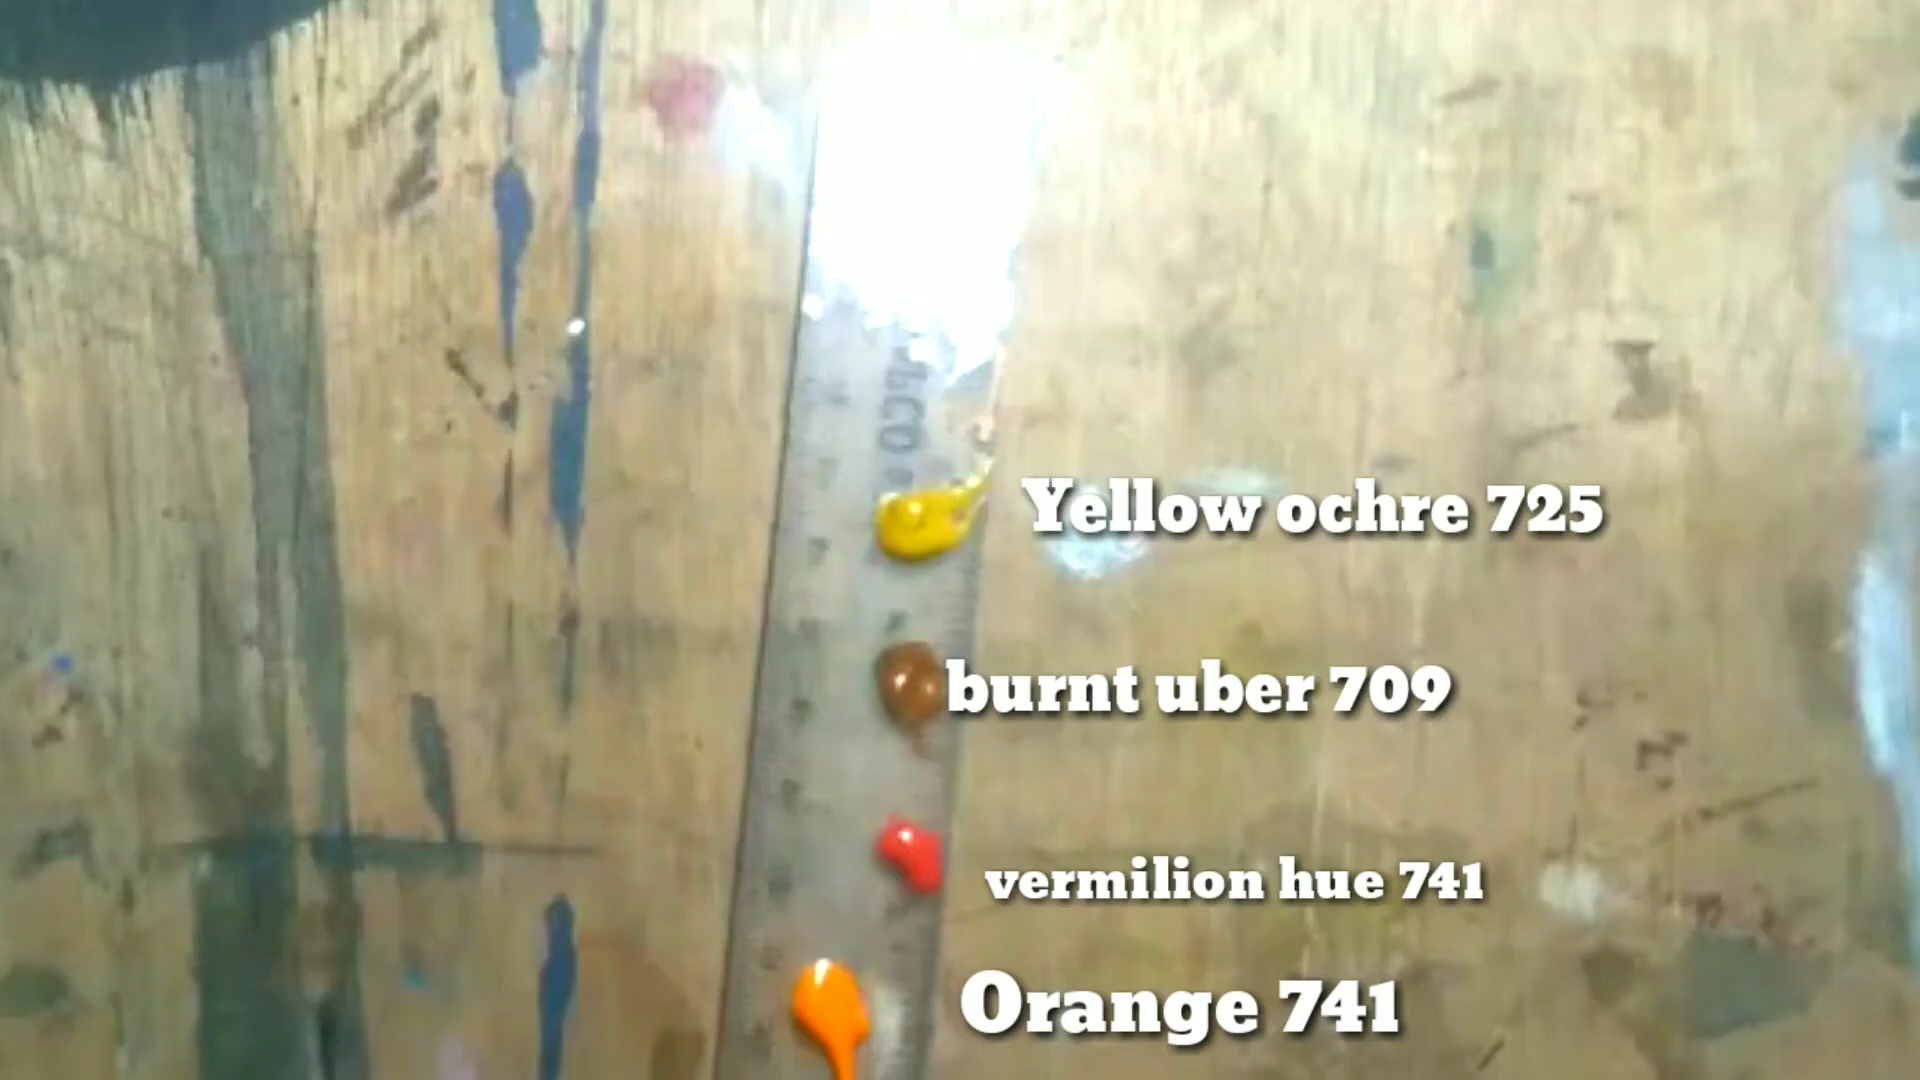 Yellow ochre 725
burnt uber 709
vermilion hue 741
Orange 741